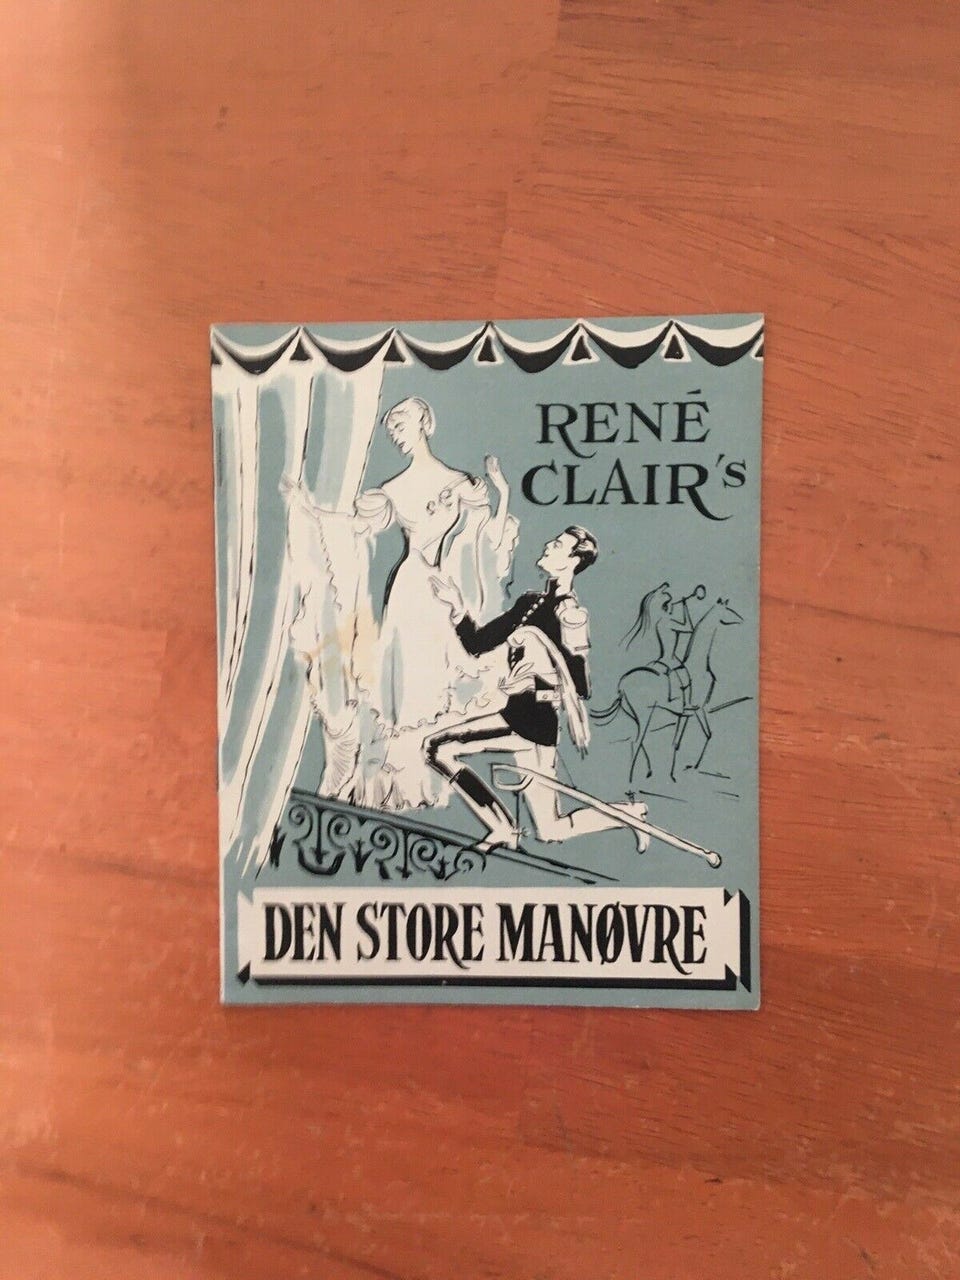 RENÉ
CLAIR's
DEN STORE MANØVRE